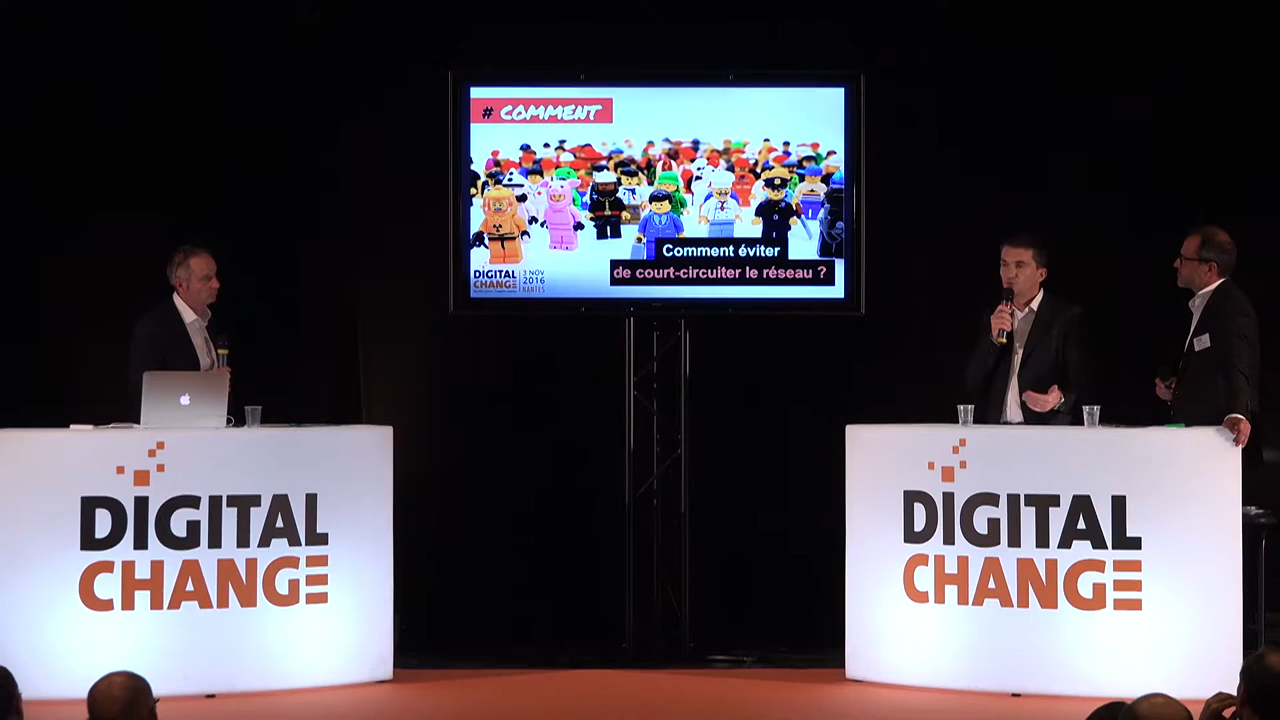 # COMMENT
Comment éviter
de court-circuiter le réseau ?
DIGITAL
CHANGE
3 NOV
2016
NANTES
DIGITAL
CHANGE
DIGITAL
CHANGE